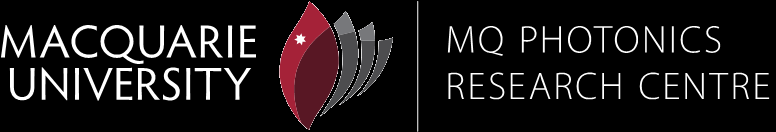 MACQUARIE
UNIVERSITY
MQ PHOTONICS
RESEARCH CENTRE